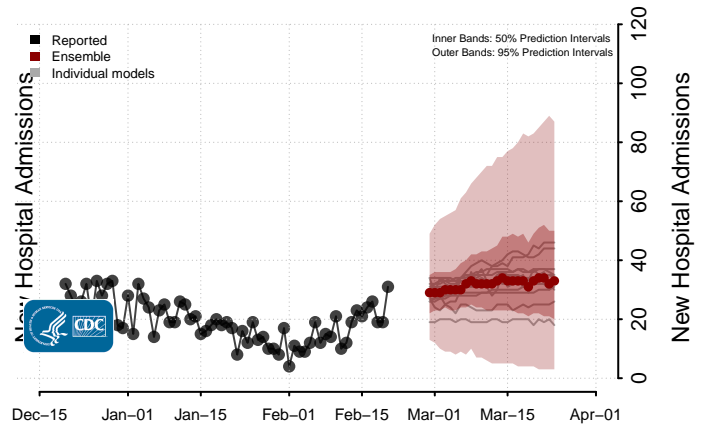 Reported
Ensemble
Individual models
Inner Bands: 50% Prediction Intervals
Outer Bands: 95% Prediction Intervals
New Hospital Admissions
CDC
0
20
40
60
80
100
120
New Hospital Admissions
Dec–15
Jan–01
Jan–15
Feb–01
Feb–15
Mar–01
Mar–15
Apr–01